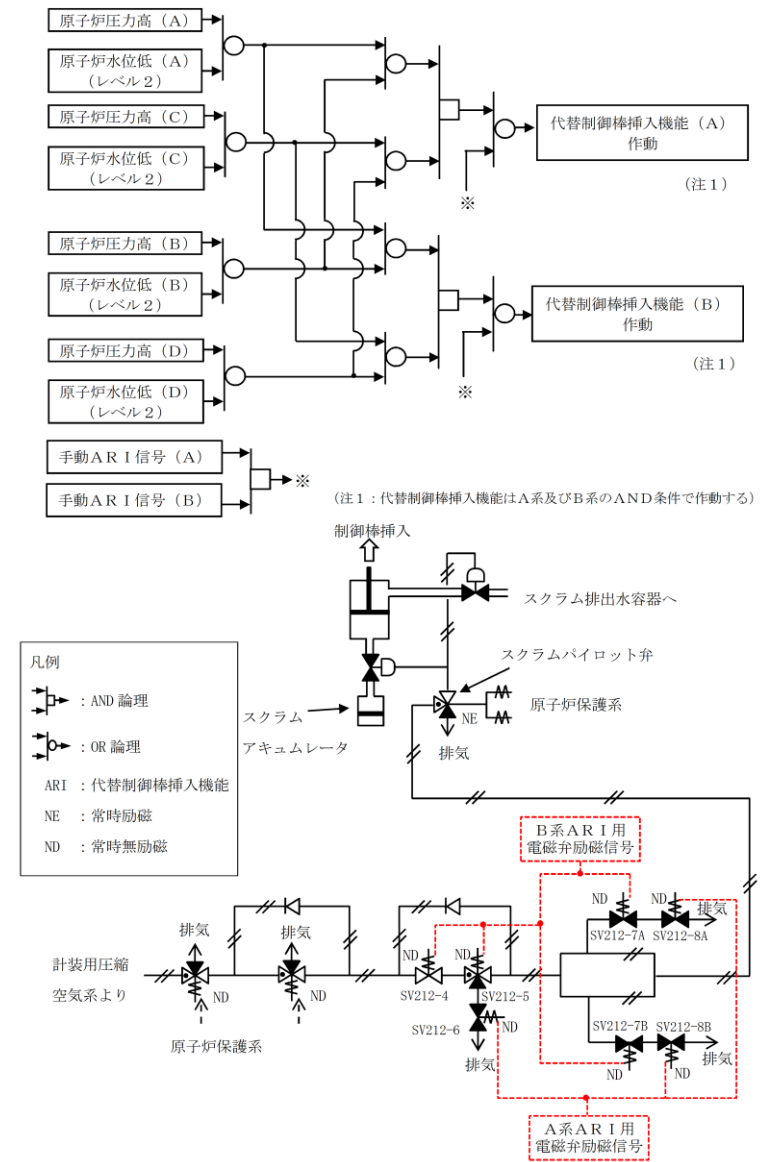 原子炉圧力高（A）
原子炉水位低（A）
（レベル２）
原子炉圧力高（C）
原子炉水位低（C）
（レベル２）
代替制御棒挿入機能（A）
作動
（注１）
※
原子炉圧力高（B）
原子炉水位低（B）
（レベル２）
代替制御棒挿入機能（B）
作動
（注１）
※
原子炉圧力高（D）
原子炉水位低（D）
（レベル２）
手動ＡＲＩ信号（A）
手動ＡＲＩ信号（B）
※
（注１：代替制御棒挿入機能はＡ系及びＢ系のＡＮＤ条件で作動する）
制御棒挿入
スクラム排出水容器へ
スクラムパイロット弁
原子炉保護系
NE
排気
スクラム
アキュムレータ
凡例
：AND 論理
：OR 論理
ARI ：代替制御棒挿入機能
NE ：常時励磁
ND ：常時無励磁
Ｂ系ＡＲＩ用
電磁弁励磁信号
ND
ND
排気
SV212-7A
SV212-8A
排気
排気
計装用圧縮
空気系より
ND
ND
原子炉保護系
ND
ND
SV212-4
SV212-5
SV212-6
ND
排気
SV212-7B
SV212-8B
排気
ND
ND
Ａ系ＡＲＩ用
電磁弁励磁信号